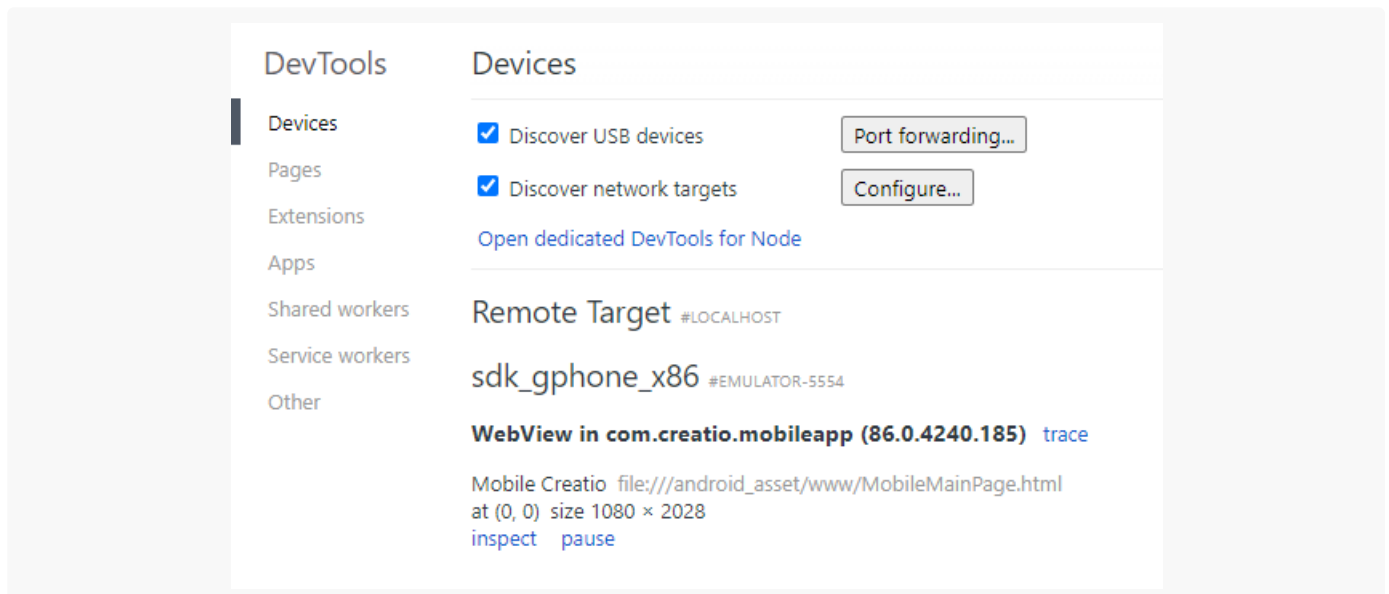 DevTools
Devices
Pages
Extensions
Apps
Shared workers
Service workers
Other
Devices
Discover USB devices Port forwarding...
Discover network targets Configure...
Open dedicated DevTools for Node
Remote Target #LOCALHOST
sdk_gphone_x86 #EMULATOR-5554
WebView in com.creatio.mobileapp (86.0.4240.185) trace
Mobile Creatio file:///android_asset/www/MobileMainPage.html
at (0, 0) size 1080 × 2028
inspect pause